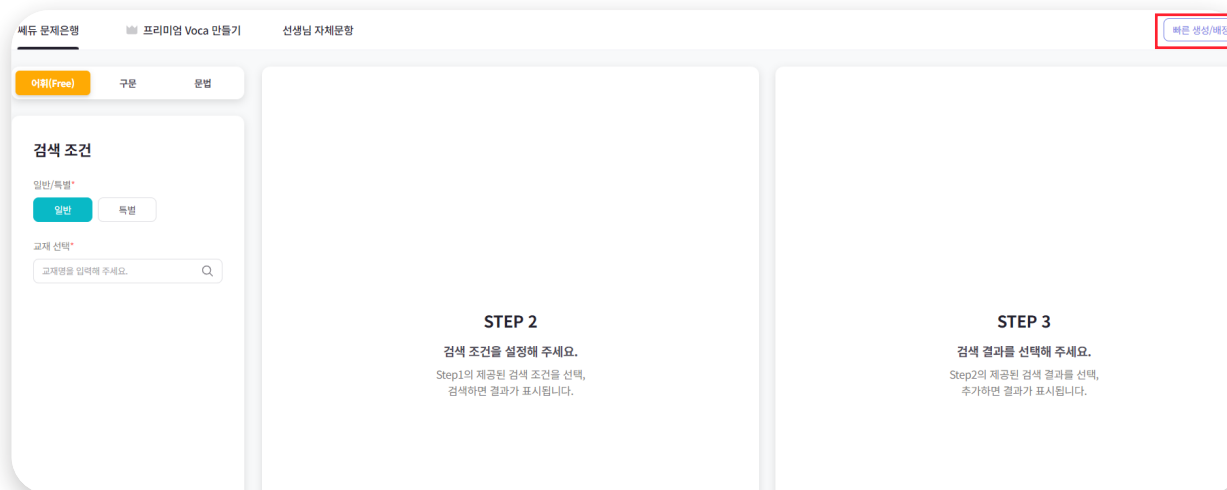 쎄듀 문제은행
프리미엄 Voca 만들기
선생님 자체문항
빠른 생성/배정
어휘(Free)
구문
문법
검색 조건
일반/특별*
일반
특별
교재 선택*
교재명을 입력해 주세요.
STEP 2
검색 조건을 설정해 주세요.
Step1의 제공된 검색 조건을 선택,
검색하면 결과가 표시됩니다.
STEP 3
검색 결과를 선택해 주세요.
Step2의 제공된 검색 결과를 선택,
추가하면 결과가 표시됩니다.